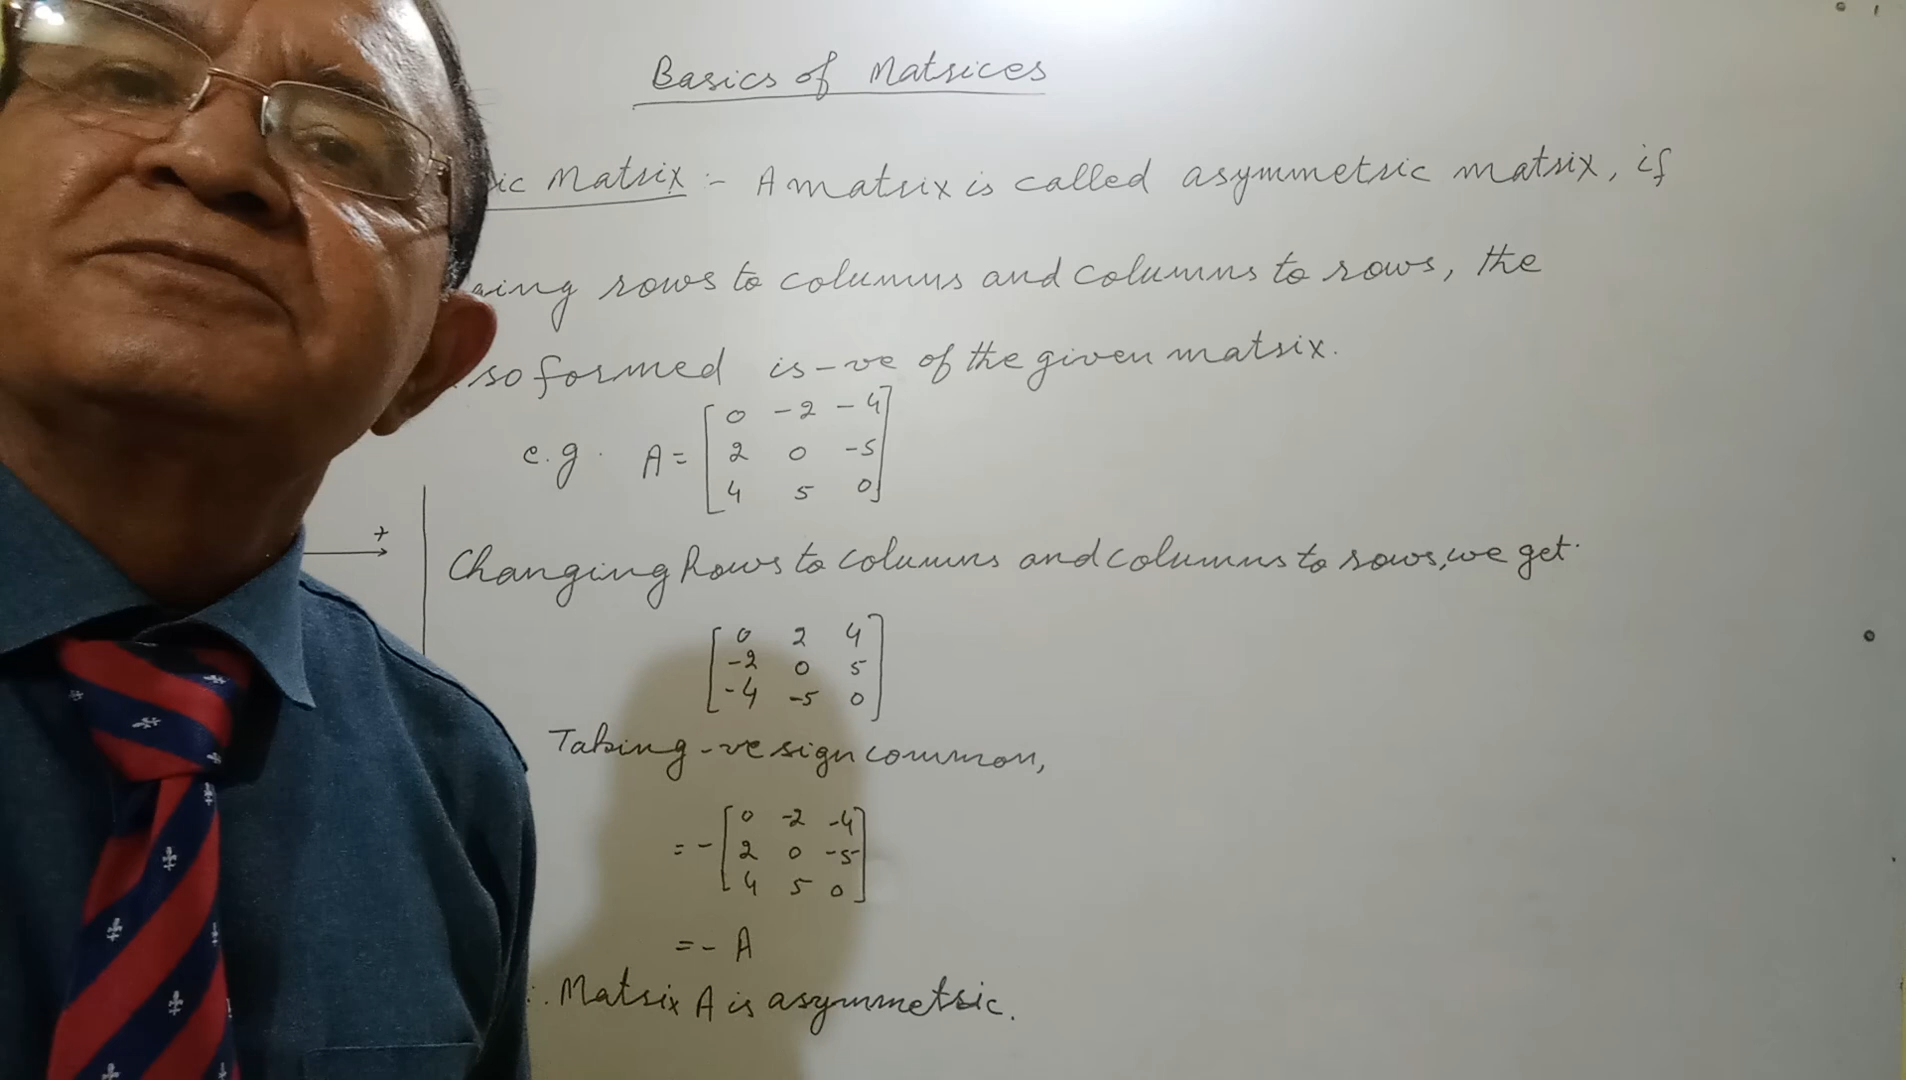 Basics of Matrices
ic Matrix :- A matrix is called asymmetric matrix, if
ging rows to columns and columns to rows, the
so formed is -ve of the given matrix.
e.g. A = [ 0 -2 -4
2 0 -5
4 5 0 ]
+
Changing Rows to columns and columns to rows, we get.
[ 0 2 4
-2 0 5
-4 -5 0 ]
Taking -ve sign common,
= - [ 0 -2 -4
2 0 -5
4 5 0 ]
= - A
∴ Matrix A is asymmetric.